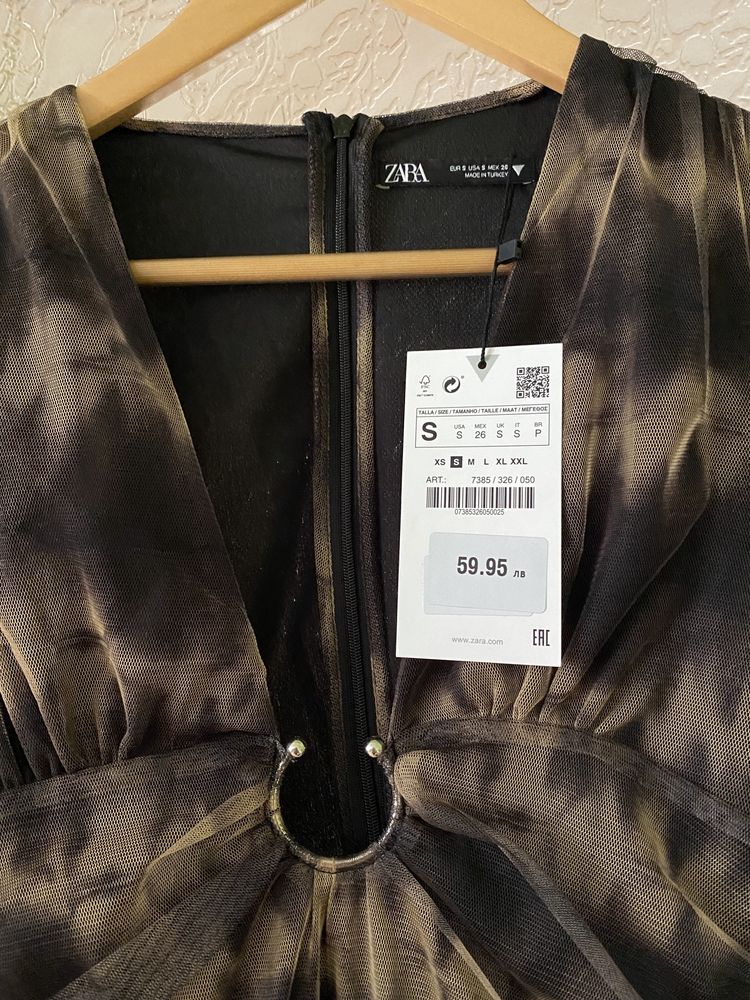 ZARA
EUR S USA S MEX 26
MADE IN TURKEY
FSC
TALLA / SIZE / TAMANHO / TAILLE / MAAT / ΜΕΓΕΘΟΣ
S
USA MEX UK IT BR
S 26 S S P
XS S M L XL XXL
ART.: 7385 / 326 / 050
07385326050025
59.95 лв
www.zara.com
EAC